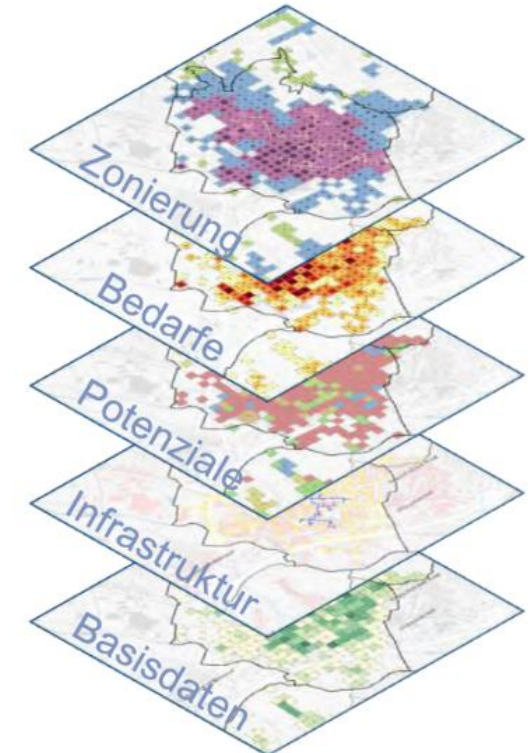 Zonierung
Bedarfe
Potenziale
Infrastruktur
Basisdaten